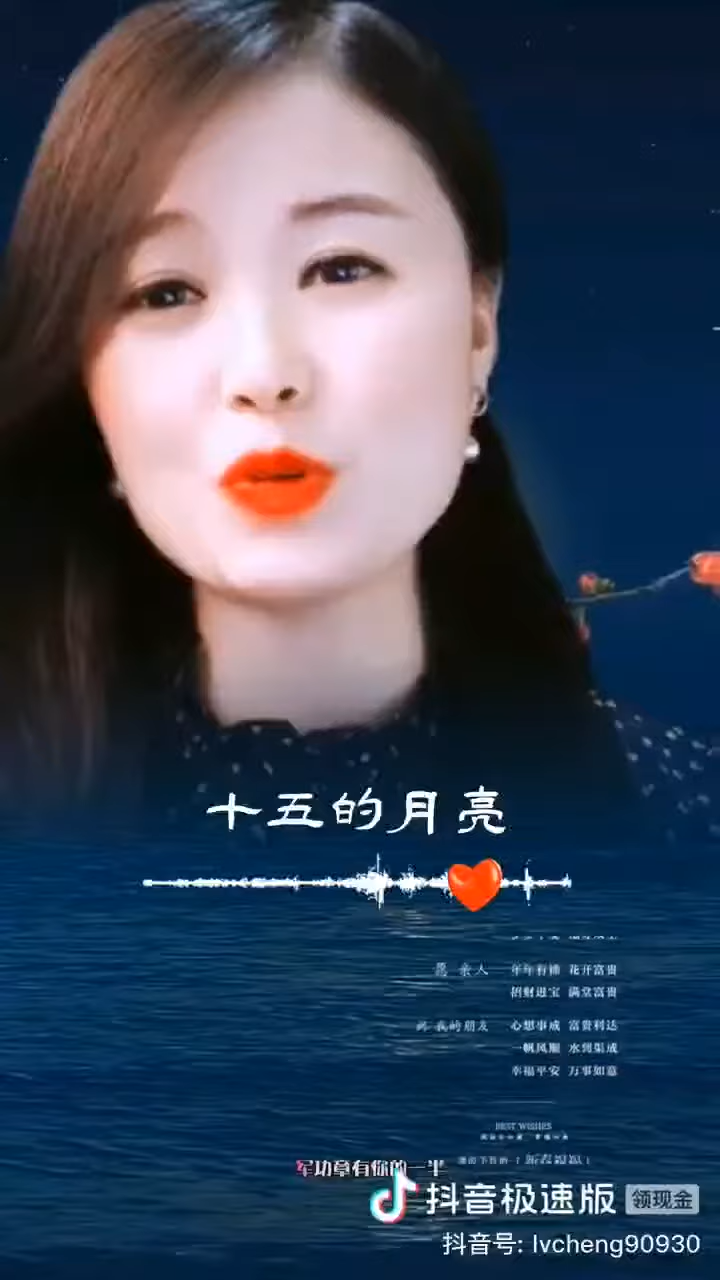 十五的月亮
愿 亲人 年年有锦 花开富贵
招财进宝 满堂富贵
的朋友 心想事成 富贵利达
一帆风顺 水到渠成
幸福平安 万事如意
BEST WISHES
军功章有你的一半
抖音极速版 领现金
抖音号: lvcheng90930